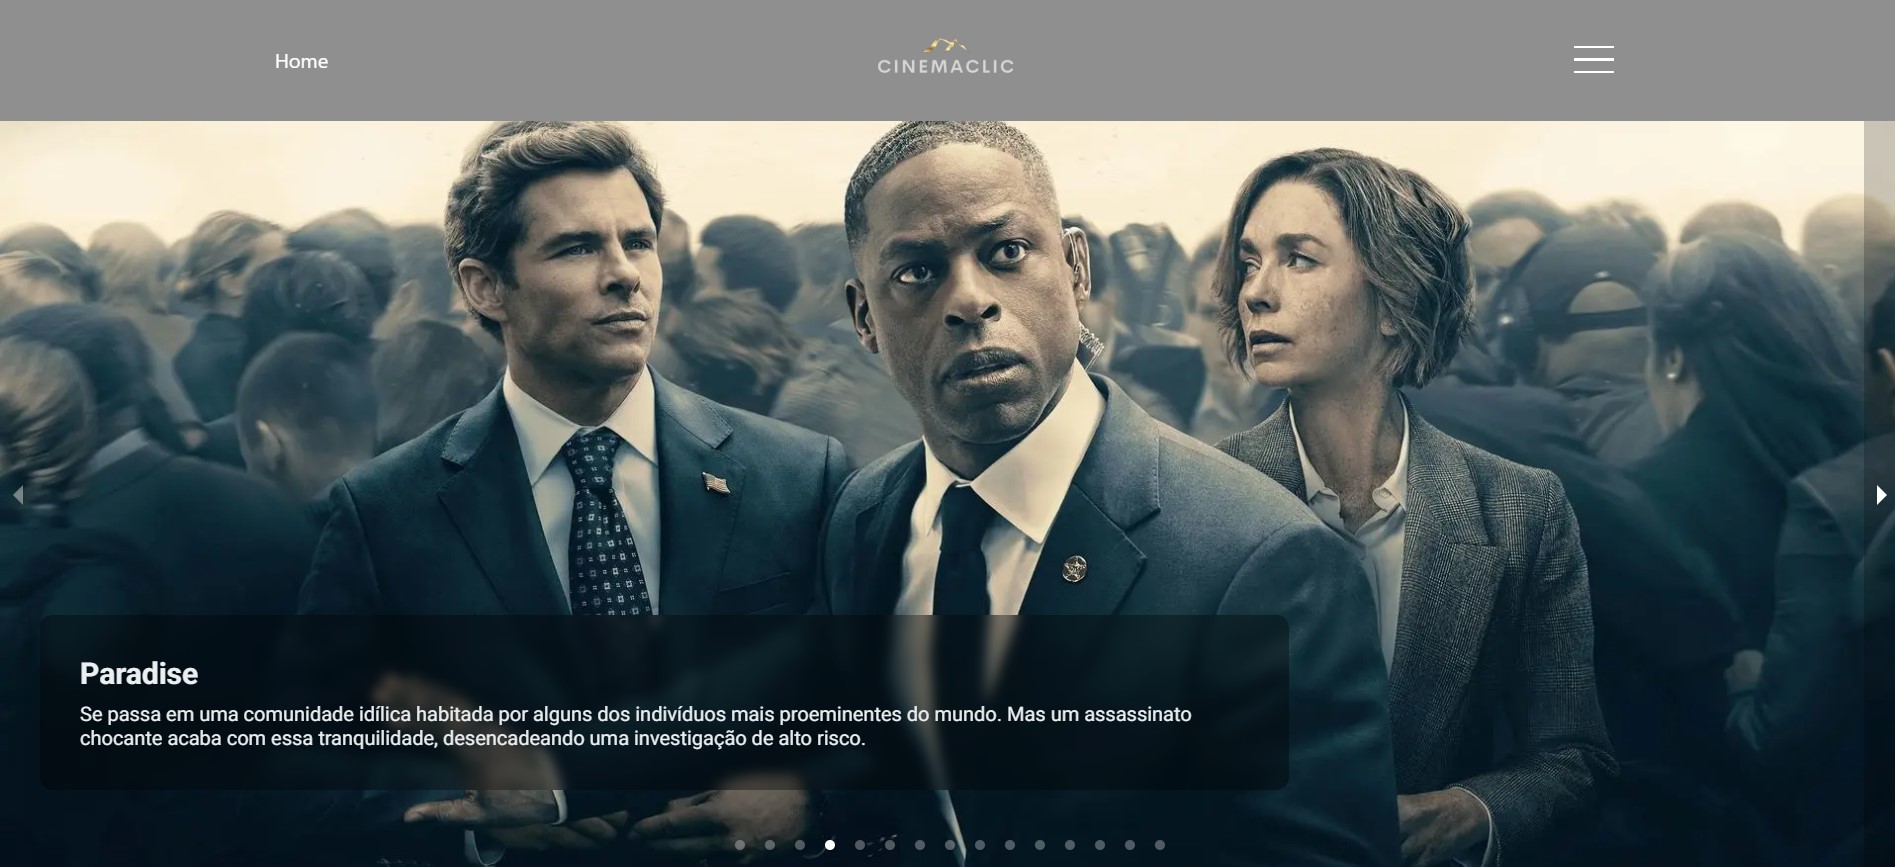 Home
CINEMACLIC
Paradise
Se passa em uma comunidade idílica habitada por alguns dos indivíduos mais proeminentes do mundo. Mas um assassinato
chocante acaba com essa tranquilidade, desencadeando uma investigação de alto risco.